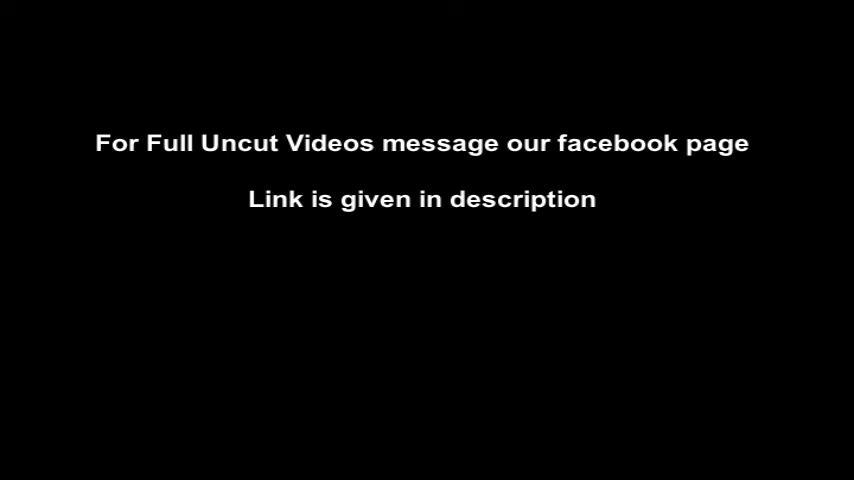 For Full Uncut Videos message our facebook page
Link is given in description